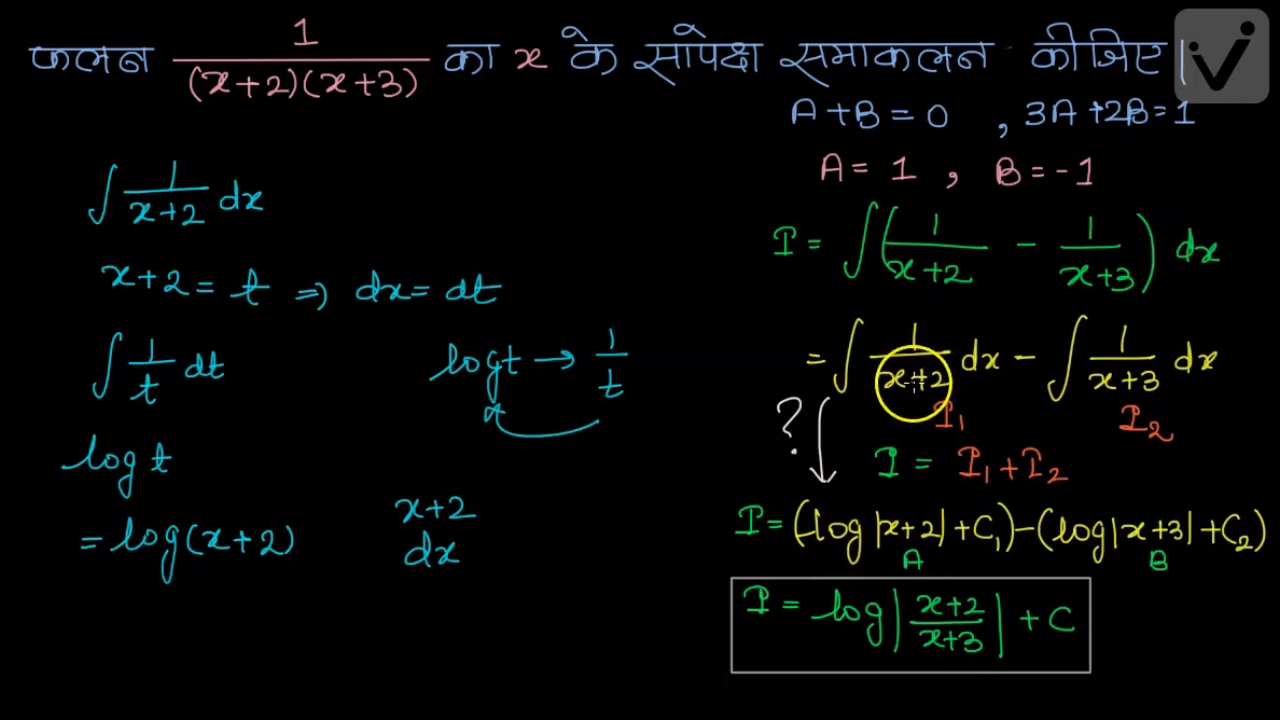 फलन 1/((x+2)(x+3)) का x के सापेक्ष समाकलन कीजिए|
A+B=0 , 3A+2B=1
A=1 , B=-1
I = ∫(1/(x+2) - 1/(x+3)) dx
= ∫ 1/(x+2) dx - ∫ 1/(x+3) dx
I₁ I₂
?
I = I₁+I₂
I = (log|x+2|+C₁)-(log|x+3|+C₂)
A B
I = log|(x+2)/(x+3)| + C
∫ 1/(x+2) dx
x+2 = t ⇒ dx = dt
∫ 1/t dt
log t → 1/t
log t
= log(x+2)
x+2
dx